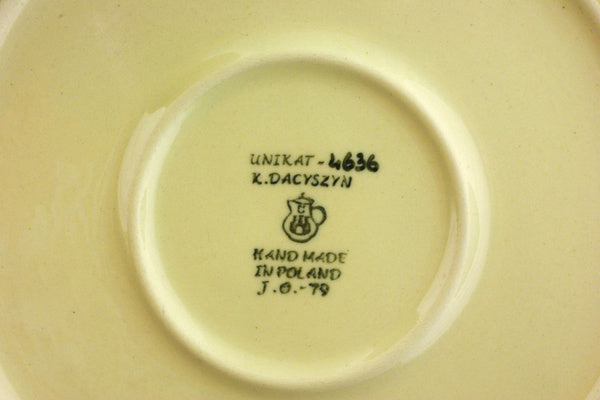 UNIKAT - 4636
K. DACYSZYN
HAND MADE
IN POLAND
J. O. - 79